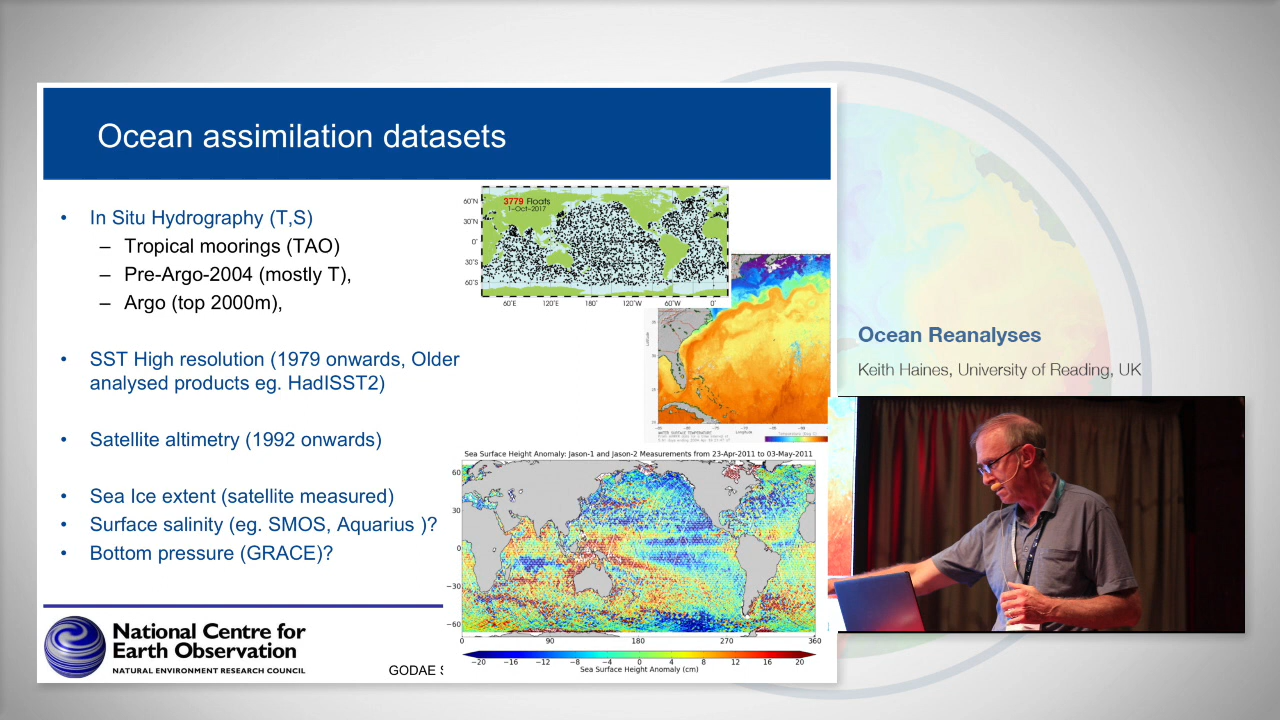 Ocean assimilation datasets
• In Situ Hydrography (T,S)
– Tropical moorings (TAO)
– Pre-Argo-2004 (mostly T),
– Argo (top 2000m),
• SST High resolution (1979 onwards, Older
analysed products eg. HadISST2)
• Satellite altimetry (1992 onwards)
• Sea Ice extent (satellite measured)
• Surface salinity (eg. SMOS, Aquarius )?
• Bottom pressure (GRACE)?
3779 Floats
1-Oct-2017
60˚N
30˚N
0˚
30˚S
60˚S
60˚E 120˚E 180˚ 120˚W 60˚W 0˚
Sea Surface Height Anomaly: Jason-1 and Jason-2 Measurements from 23-Apr-2011 to 03-May-2011
60
30
0
−30
−60
0 90 180 270 360
−20 −16 −12 −8 −4 0 4 8 12 16 20
Sea Surface Height Anomaly (cm)
National Centre for
Earth Observation
NATURAL ENVIRONMENT RESEARCH COUNCIL
GODAE
Ocean Reanalyses
Keith Haines, University of Reading, UK